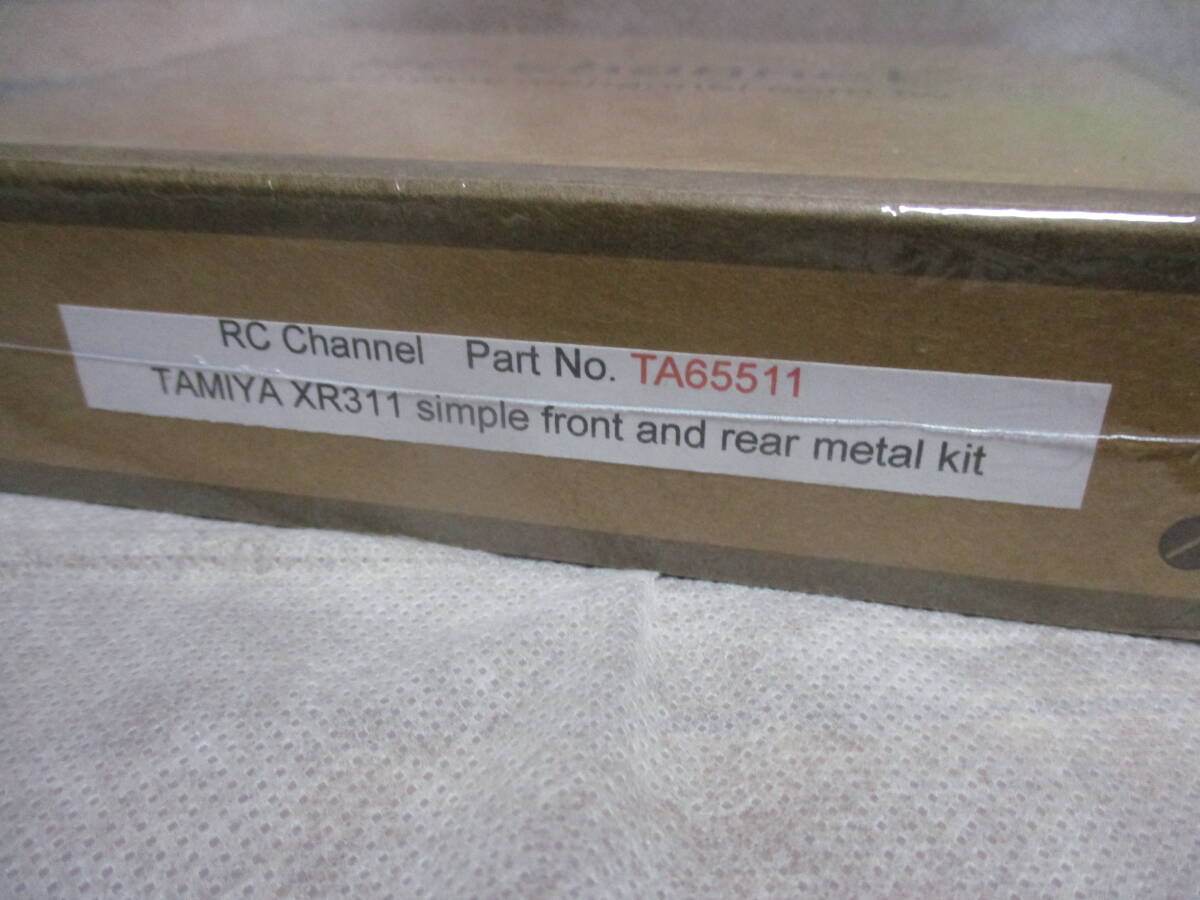 RC Channel Part No. TA65511
TAMIYA XR311 simple front and rear metal kit